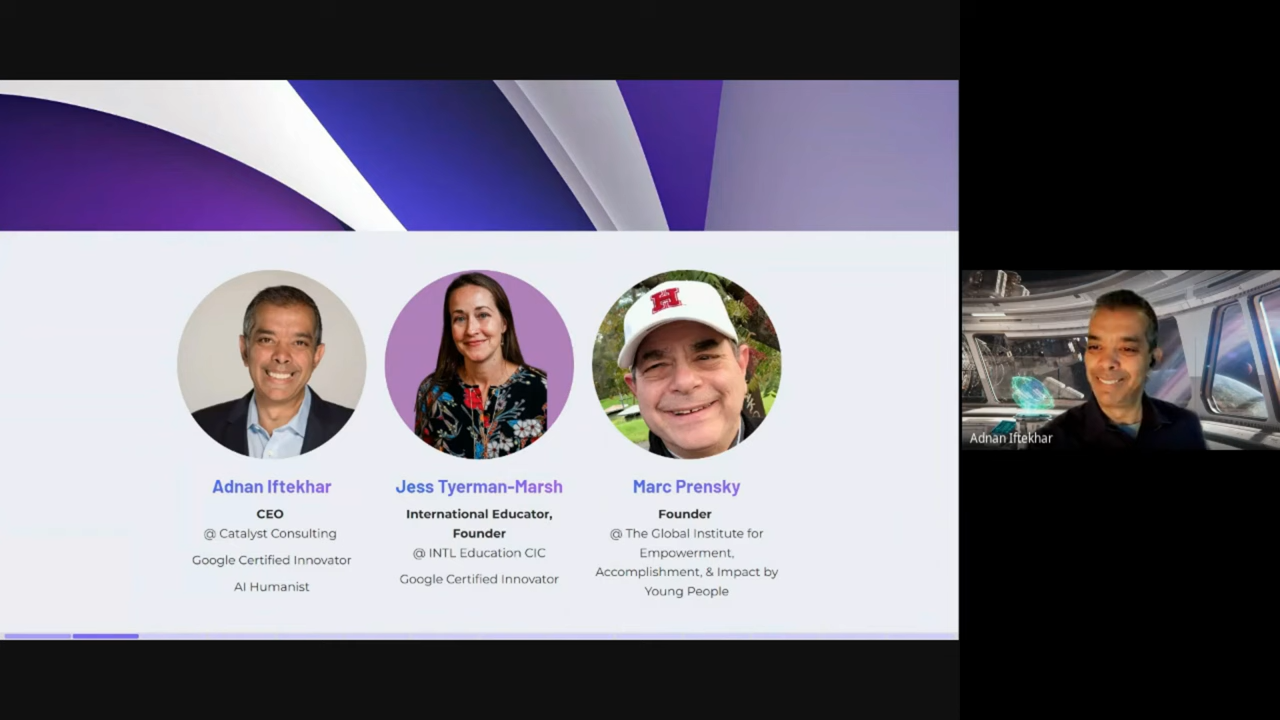 H
Adnan Iftekhar
CEO
@ Catalyst Consulting
Google Certified Innovator
AI Humanist
Jess Tyerman-Marsh
International Educator,
Founder
@ INTL Education CIC
Google Certified Innovator
Marc Prensky
Founder
@ The Global Institute for
Empowerment,
Accomplishment, & Impact by
Young People
Adnan Iftekhar